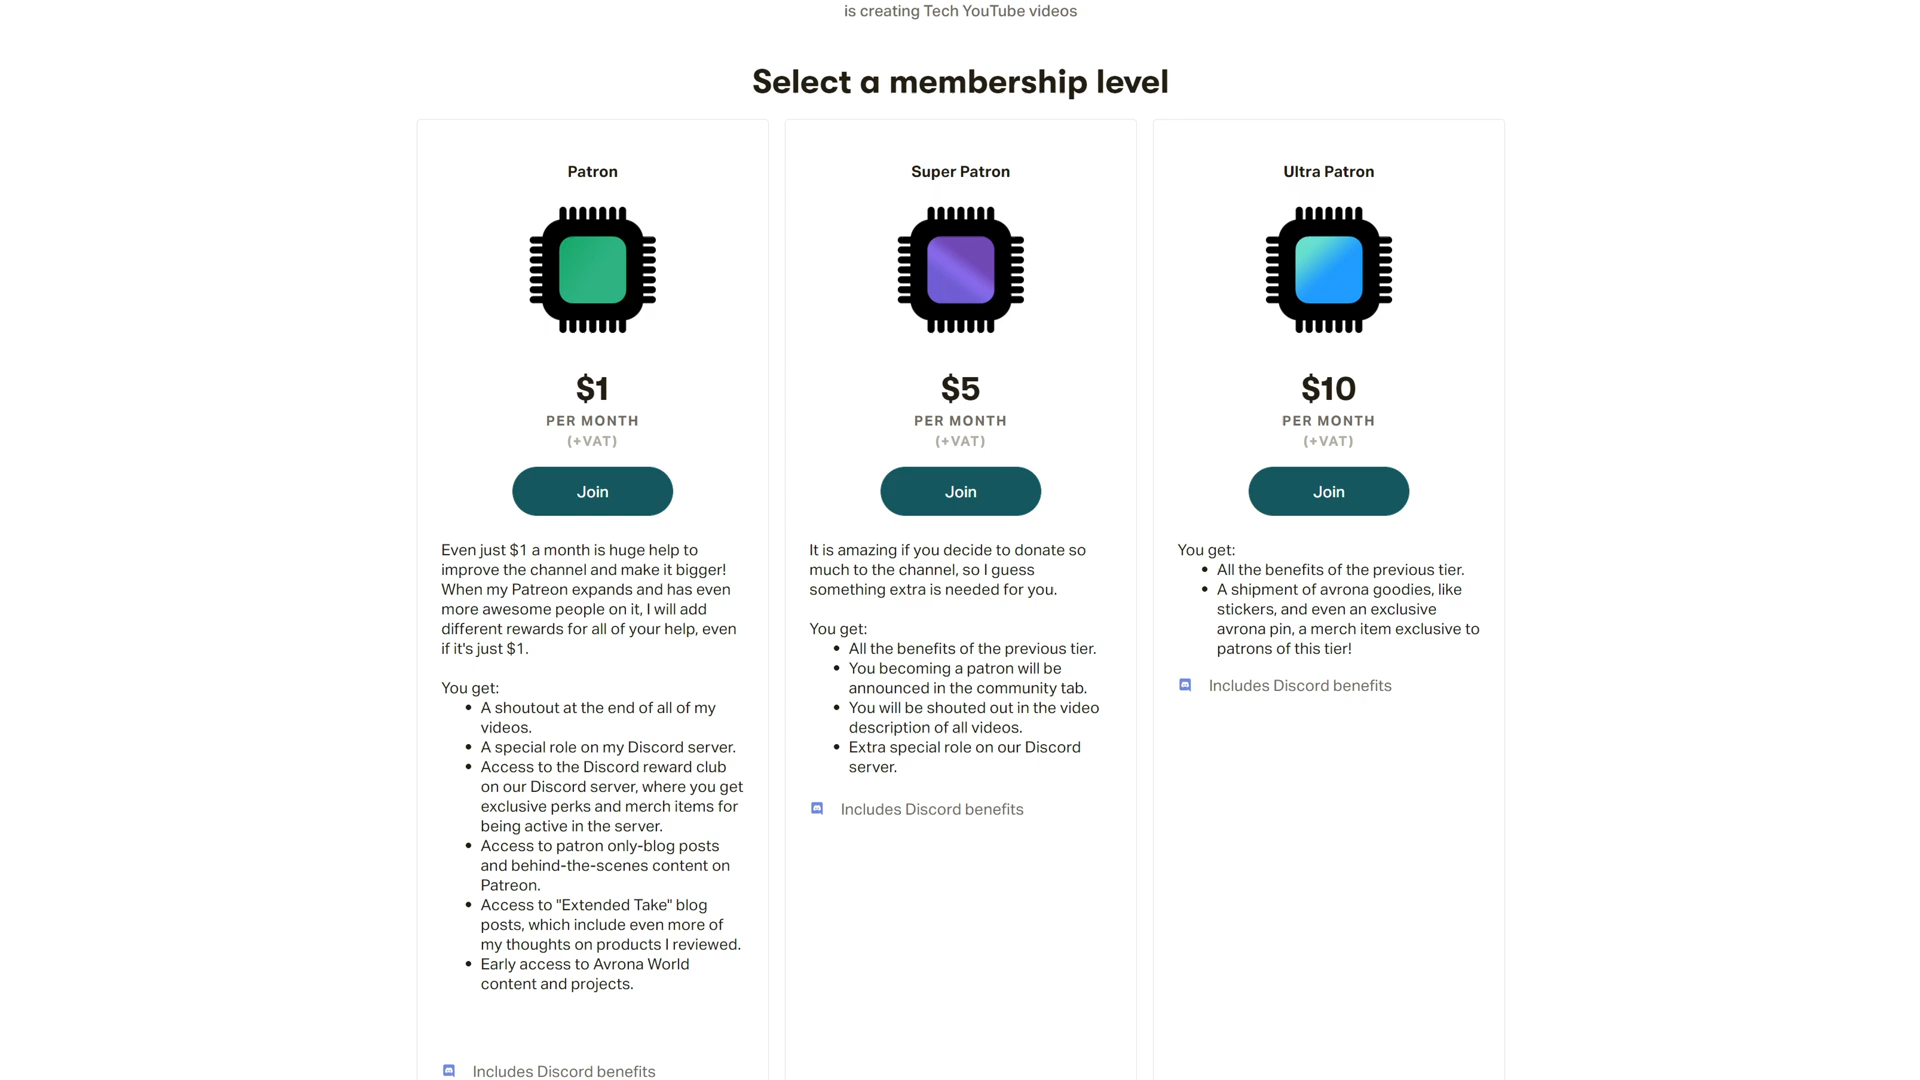 is creating Tech YouTube videos
Select a membership level
Patron
$1
PER MONTH
(+VAT)
Join
Even just $1 a month is huge help to
improve the channel and make it bigger!
When my Patreon expands and has even
more awesome people on it, I will add
different rewards for all of your help, even
if it's just $1.
You get:
• A shoutout at the end of all of my
videos.
• A special role on my Discord server.
• Access to the Discord reward club
on our Discord server, where you get
exclusive perks and merch items for
being active in the server.
• Access to patron only-blog posts
and behind-the-scenes content on
Patreon.
• Access to "Extended Take" blog
posts, which include even more of
my thoughts on products I reviewed.
• Early access to Avrona World
content and projects.
Includes Discord benefits
Super Patron
$5
PER MONTH
(+VAT)
Join
It is amazing if you decide to donate so
much to the channel, so I guess
something extra is needed for you.
You get:
• All the benefits of the previous tier.
• You becoming a patron will be
announced in the community tab.
• You will be shouted out in the video
description of all videos.
• Extra special role on our Discord
server.
Includes Discord benefits
Ultra Patron
$10
PER MONTH
(+VAT)
Join
You get:
• All the benefits of the previous tier.
• A shipment of avrona goodies, like
stickers, and even an exclusive
avrona pin, a merch item exclusive to
patrons of this tier!
Includes Discord benefits